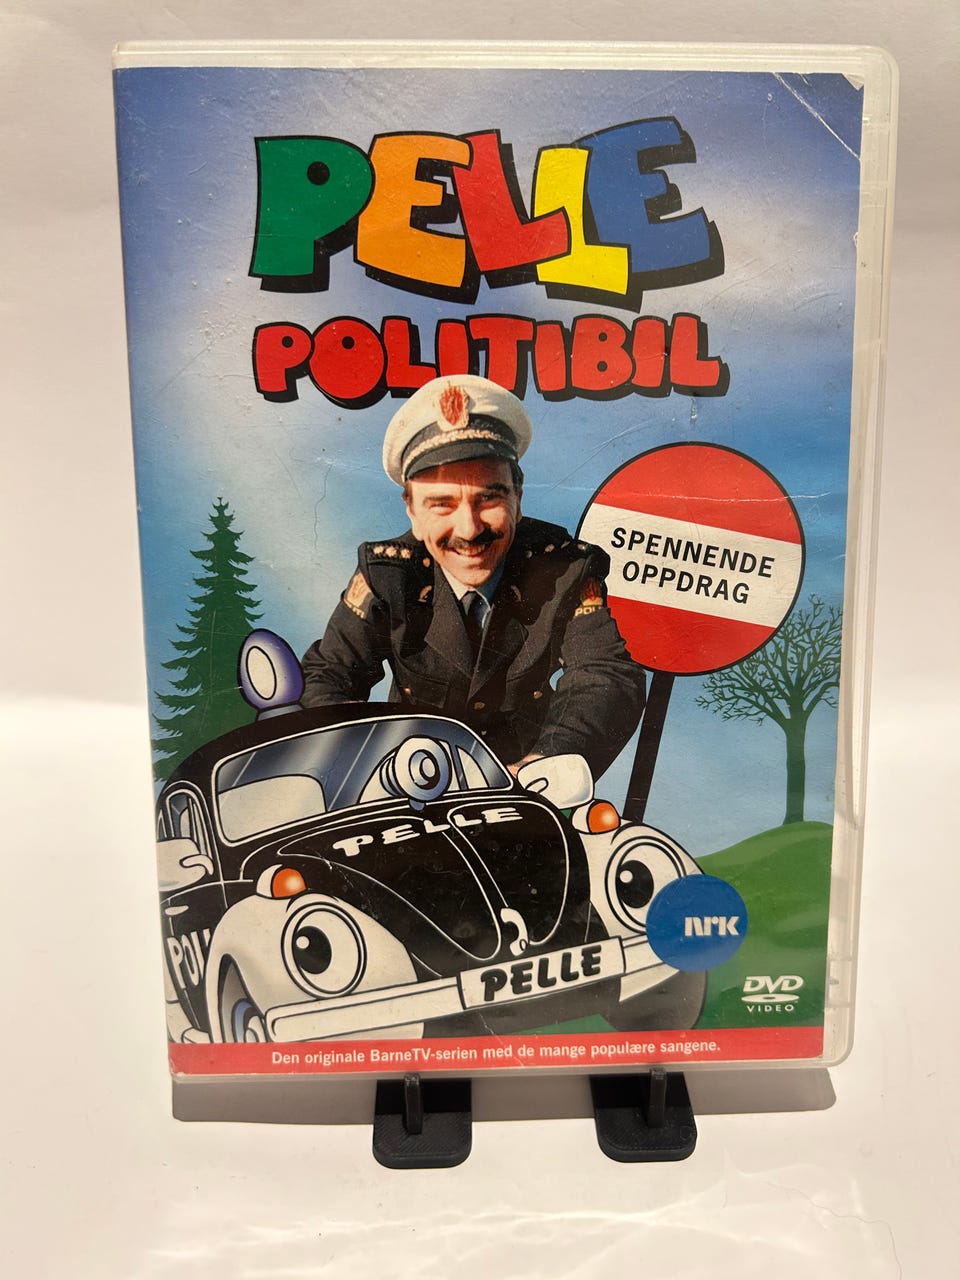 PELLE
POLITIBIL
SPENNENDE
OPPDRAG
PELLE
POLI
PELLE
NRK
DVD
VIDEO
Den originale BarneTV-serien med de mange populære sangene.